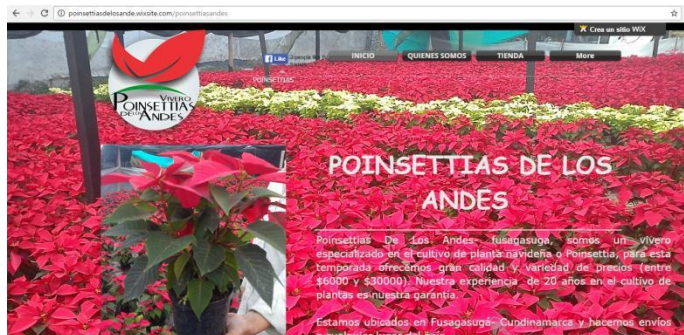 poinsettiasdelosande.wixsite.com/poinsettiasandes
Crea un sitio WiX
Like
INICIO
QUIENES SOMOS
TIENDA
More
POINSETTIAS
VIVERO
POINSETTIAS
DE LOS ANDES
POINSETTIAS DE LOS
ANDES
Poinsettias De Los Andes- fusagasuga, somos un vivero
especializado en el cultivo de planta navideña o Poinsettia, para esta
temporada ofrecemos gran calidad y variedad de precios (entre
$6000 y $30000). Nuestra experiencia de 20 años en el cultivo de
plantas es nuestra garantia.
Estamos ubicados en Fusagasugá- Cundinamarca y hacemos envíos